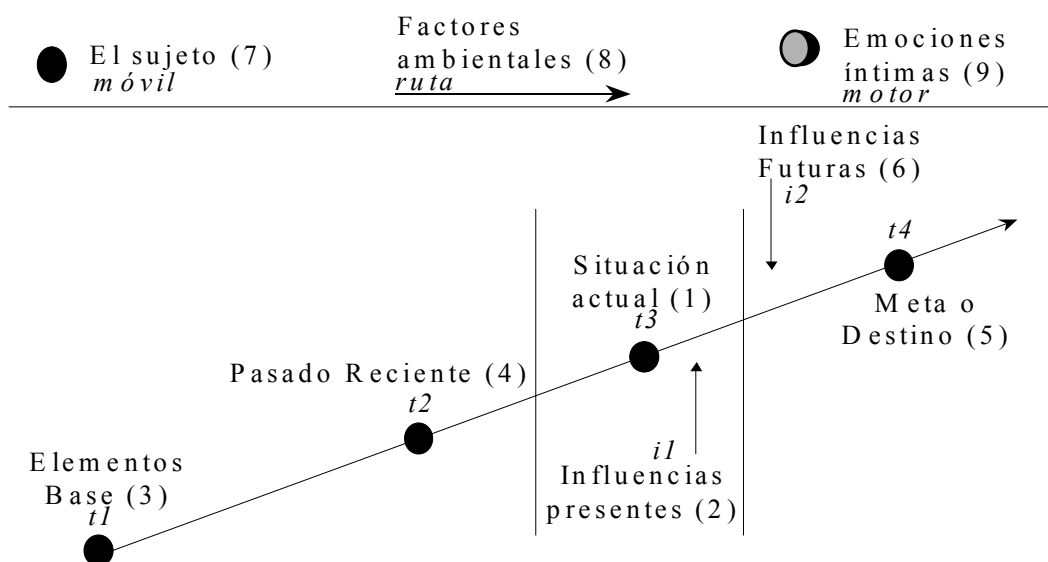 El sujeto (7)
móvil
Factores
ambientales (8)
ruta
Emociones
íntimas (9)
motor
Influencias
Futuras (6)
i2
t4
Meta o
Destino (5)
Situación
actual (1)
t3
Pasado Reciente (4)
t2
i1
Influencias
presentes (2)
Elementos
Base (3)
t1